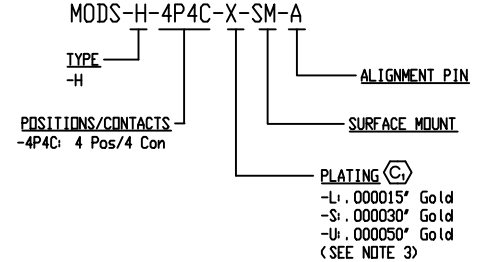 MODS-H-4P4C-X-SM-A
TYPE
-H
ALIGNMENT PIN
POSITIONS/CONTACTS
-4P4C: 4 Pos/4 Con
SURFACE MOUNT
PLATING C1
-L: .000015" Gold
-S: .000030" Gold
-U: .000050" Gold
(SEE NOTE 3)